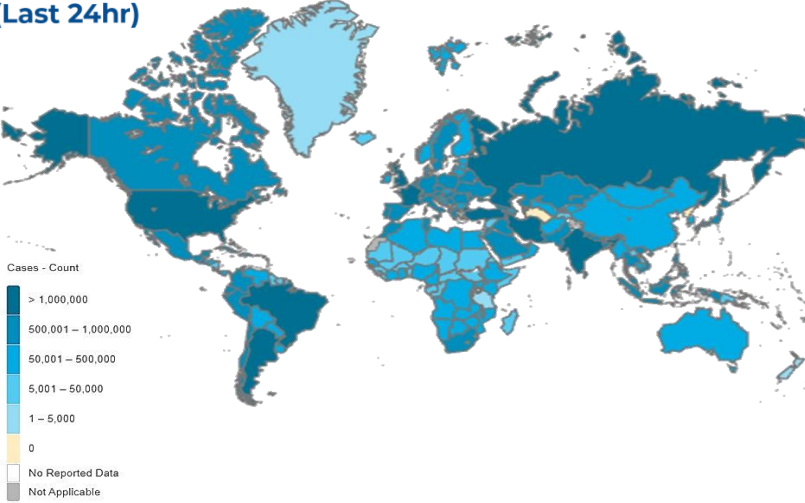 (Last 24hr)
Cases - Count
> 1,000,000
500,001 – 1,000,000
50,001 – 500,000
5,001 – 50,000
1 – 5,000
0
No Reported Data
Not Applicable